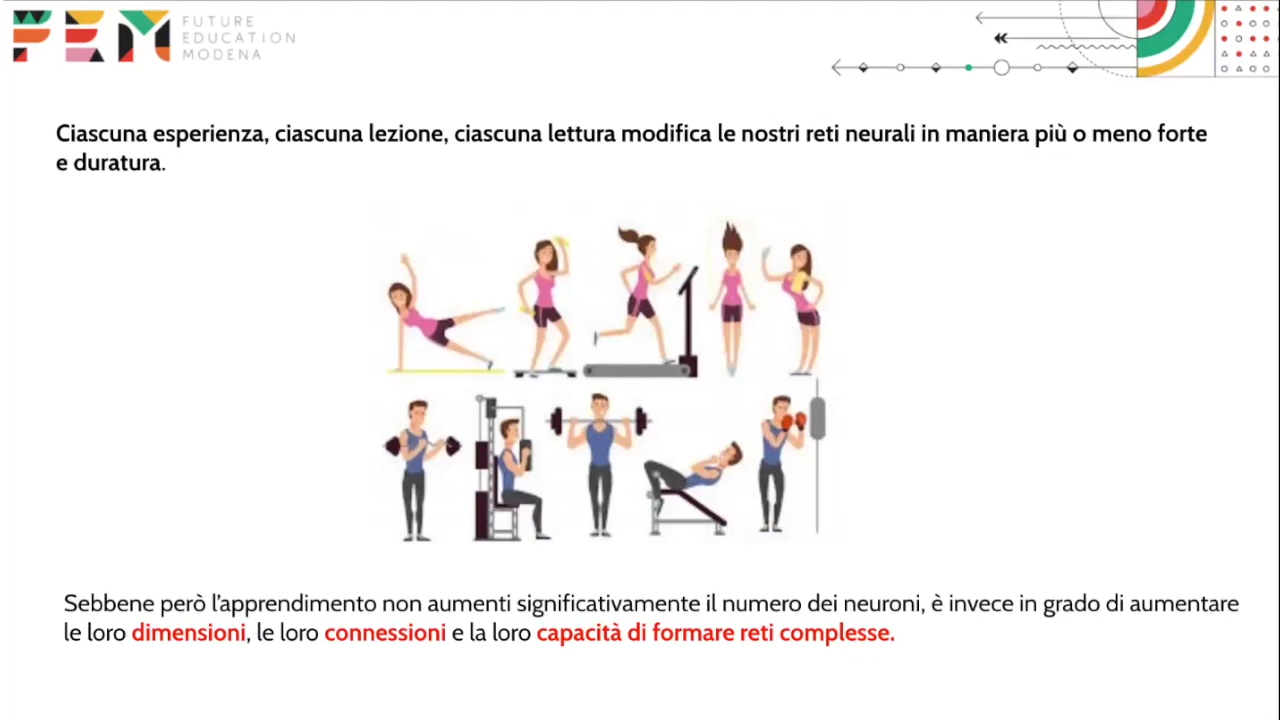 FEM
FUTURE
EDUCATION
MODENA
Ciascuna esperienza, ciascuna lezione, ciascuna lettura modifica le nostri reti neurali in maniera più o meno forte
e duratura.
Sebbene però l’apprendimento non aumenti significativamente il numero dei neuroni, è invece in grado di aumentare
le loro dimensioni, le loro connessioni e la loro capacità di formare reti complesse.